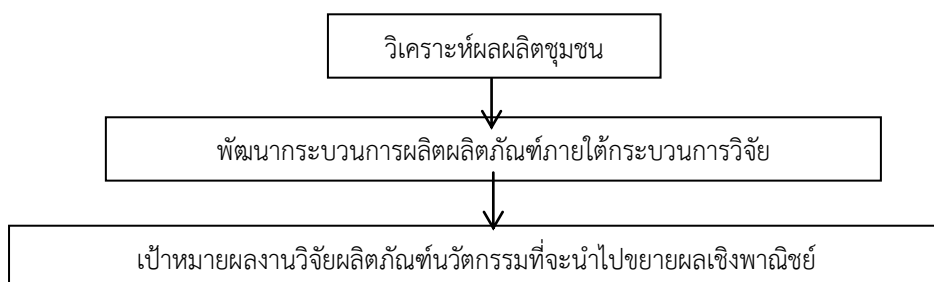 วิเคราะห์ผลผลิตชุมชน
พัฒนากระบวนการผลิตผลิตภัณฑ์ภายใต้กระบวนการวิจัย
เป้าหมายผลงานวิจัยผลิตภัณฑ์นวัตกรรมที่จะนำไปขยายผลเชิงพาณิชย์